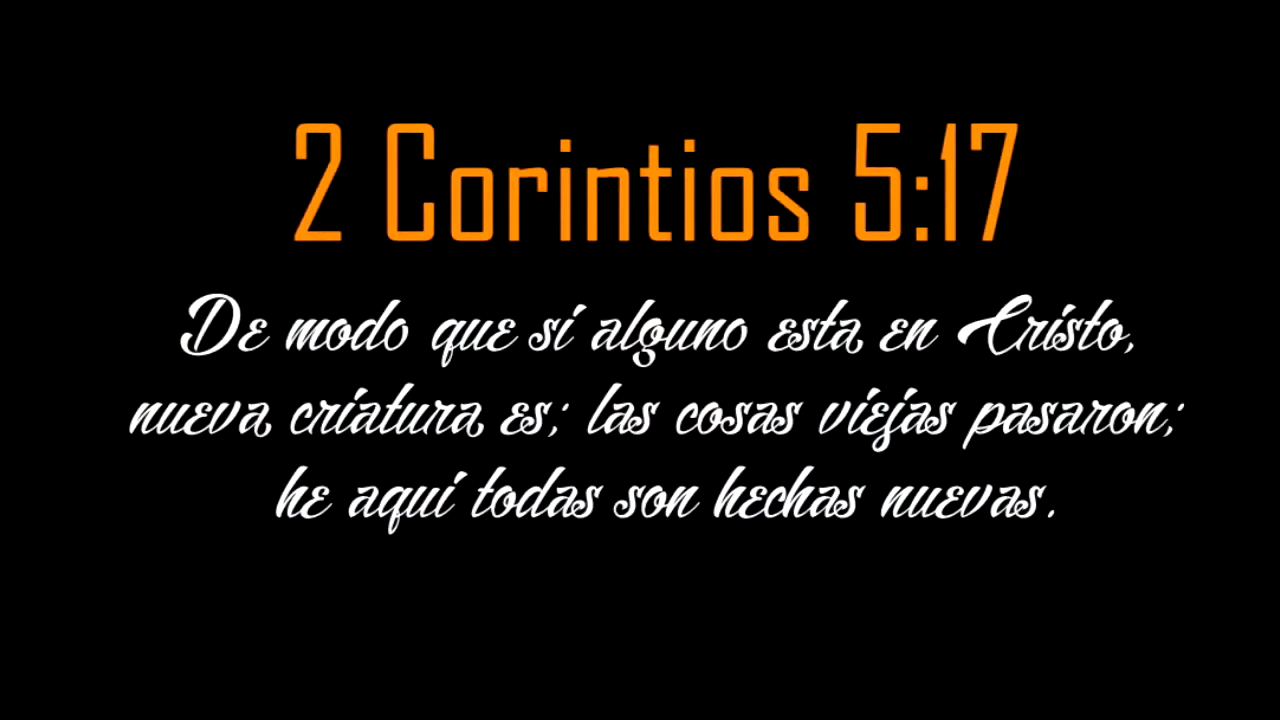 2 Corintios 5:17
De modo que si alguno esta en Cristo,
nueva criatura es; las cosas viejas pasaron;
he aqui todas son hechas nuevas.